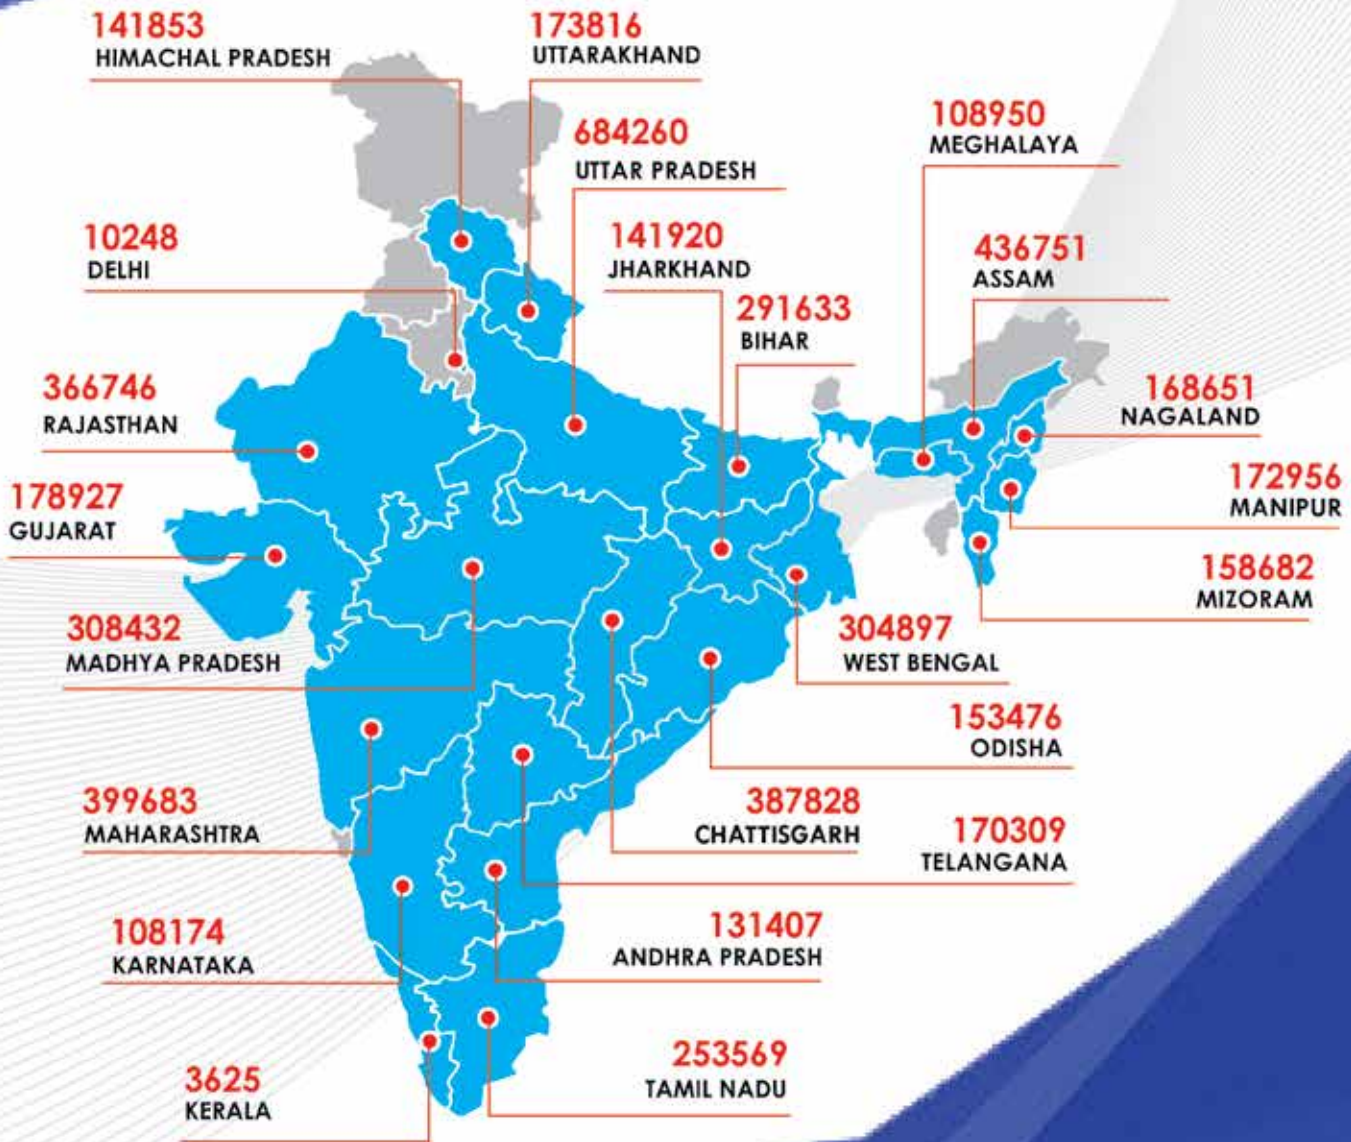 141853
HIMACHAL PRADESH
173816
UTTARAKHAND
684260
UTTAR PRADESH
108950
MEGHALAYA
10248
DELHI
141920
JHARKHAND
436751
ASSAM
291633
BIHAR
366746
RAJASTHAN
168651
NAGALAND
178927
GUJARAT
172956
MANIPUR
158682
MIZORAM
308432
MADHYA PRADESH
304897
WEST BENGAL
153476
ODISHA
399683
MAHARASHTRA
387828
CHATTISGARH
170309
TELANGANA
108174
KARNATAKA
131407
ANDHRA PRADESH
253569
TAMIL NADU
3625
KERALA